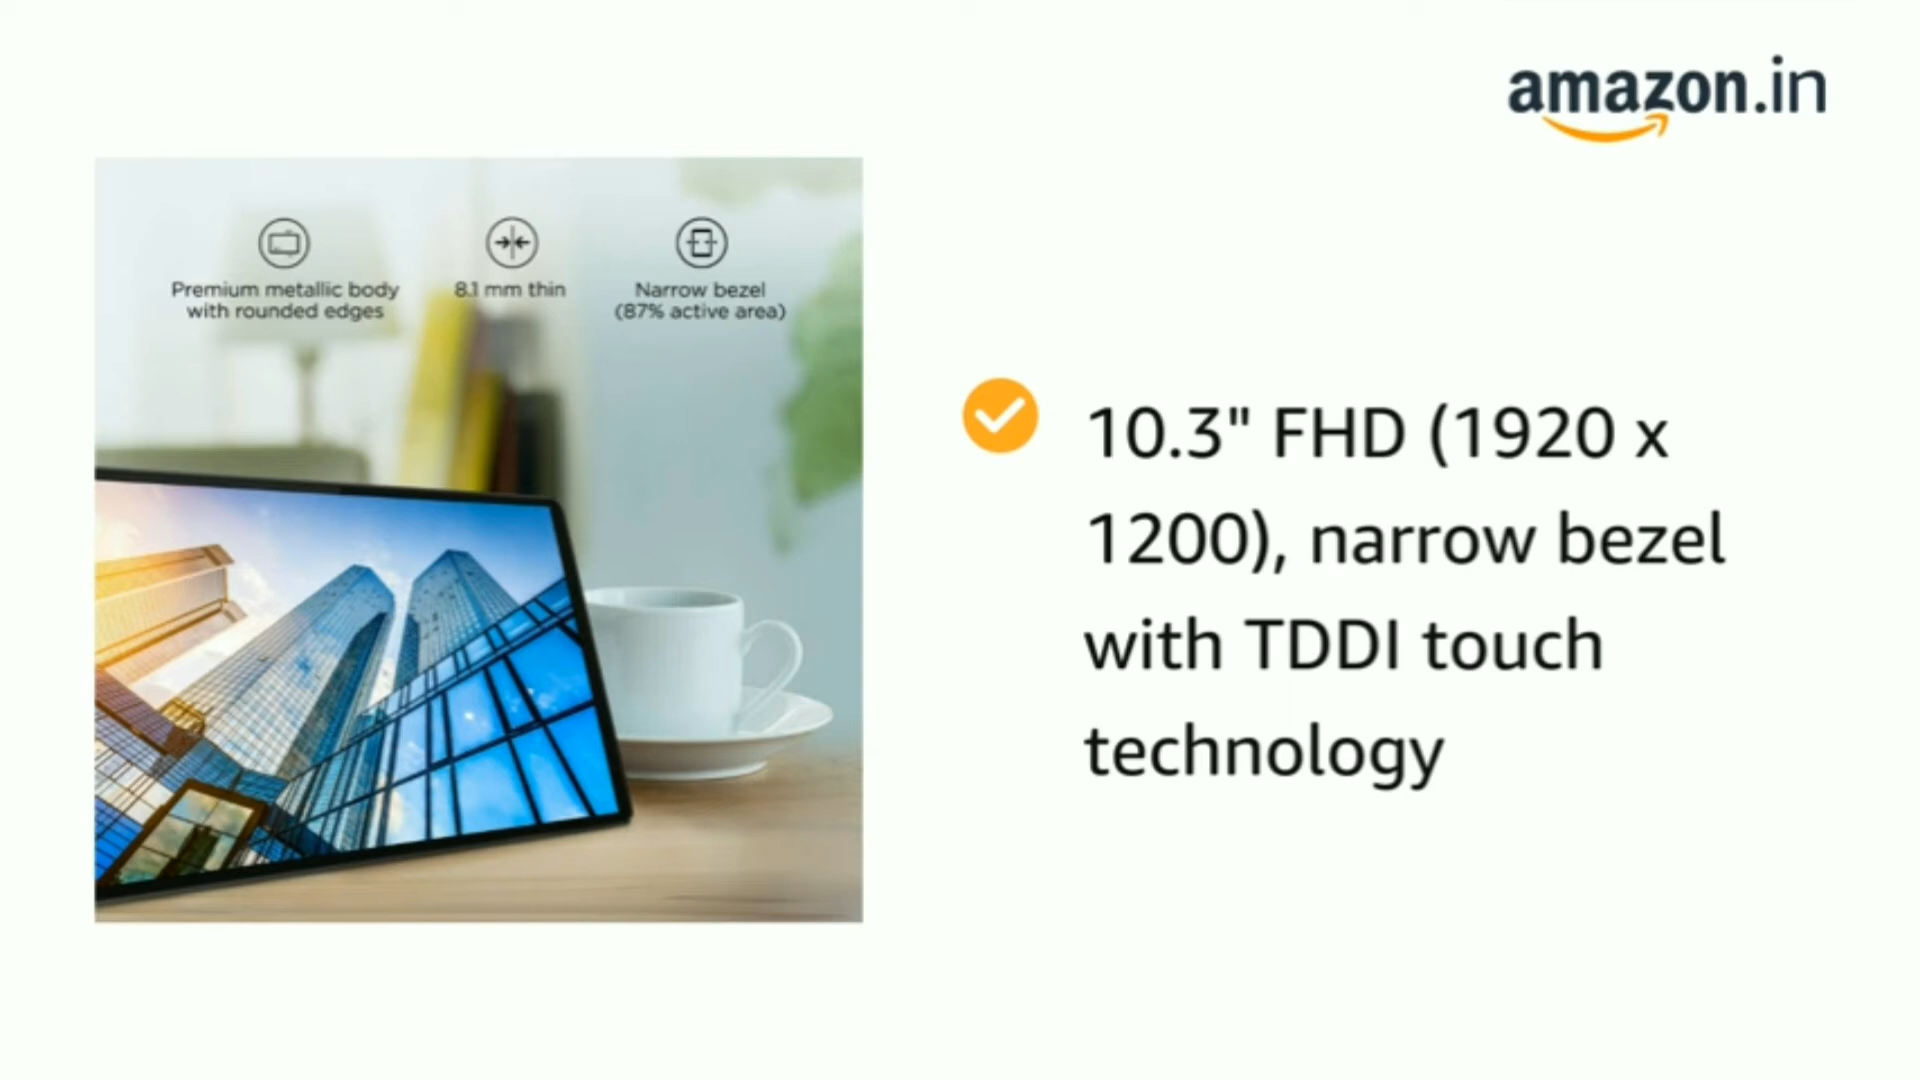 amazon.in
Premium metallic body
with rounded edges
8.1 mm thin
Narrow bezel
(87% active area)
10.3" FHD (1920 x
1200), narrow bezel
with TDDI touch
technology